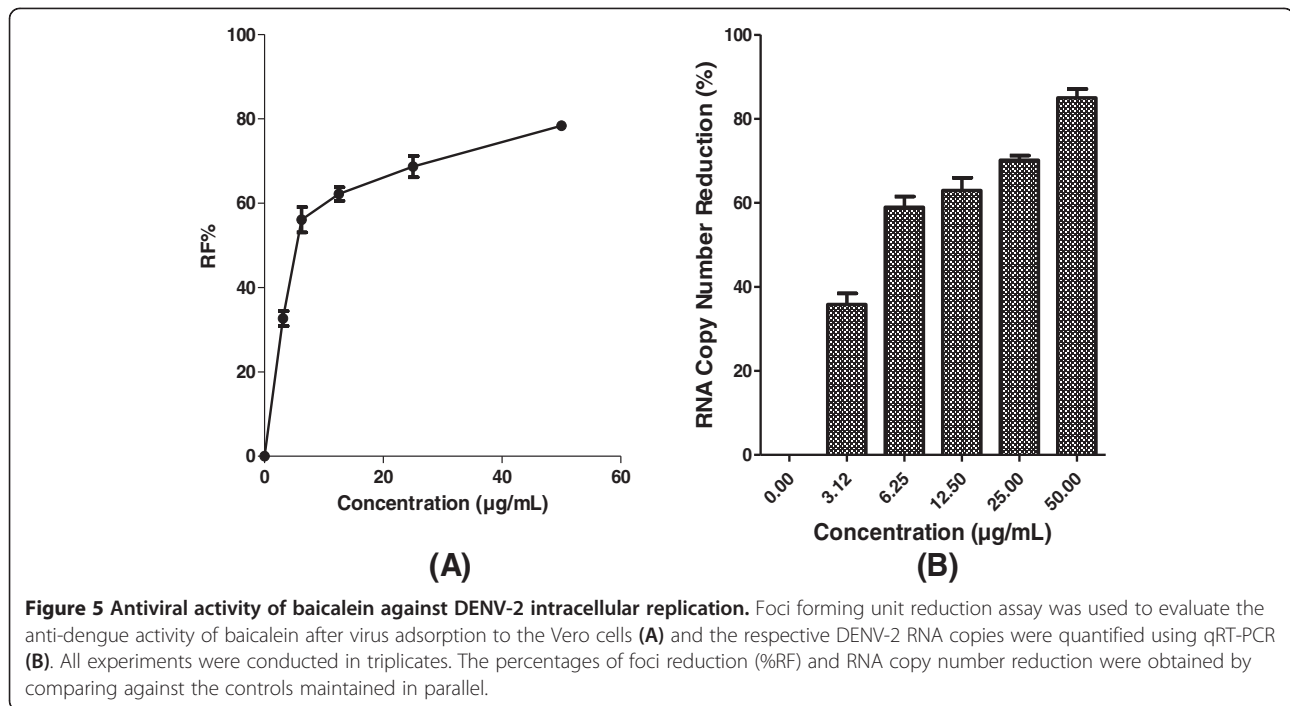 100
80
60
40
20
0
RF%
0 20 40 60
Concentration (µg/mL)
(A)
100
80
60
40
20
0
RNA Copy Number Reduction (%)
0.00 3.12 6.25 12.50 25.00 50.00
Concentration (µg/mL)
(B)
Figure 5 Antiviral activity of baicalein against DENV-2 intracellular replication. Foci forming unit reduction assay was used to evaluate the
anti-dengue activity of baicalein after virus adsorption to the Vero cells (A) and the respective DENV-2 RNA copies were quantified using qRT-PCR
(B). All experiments were conducted in triplicates. The percentages of foci reduction (%RF) and RNA copy number reduction were obtained by
comparing against the controls maintained in parallel.